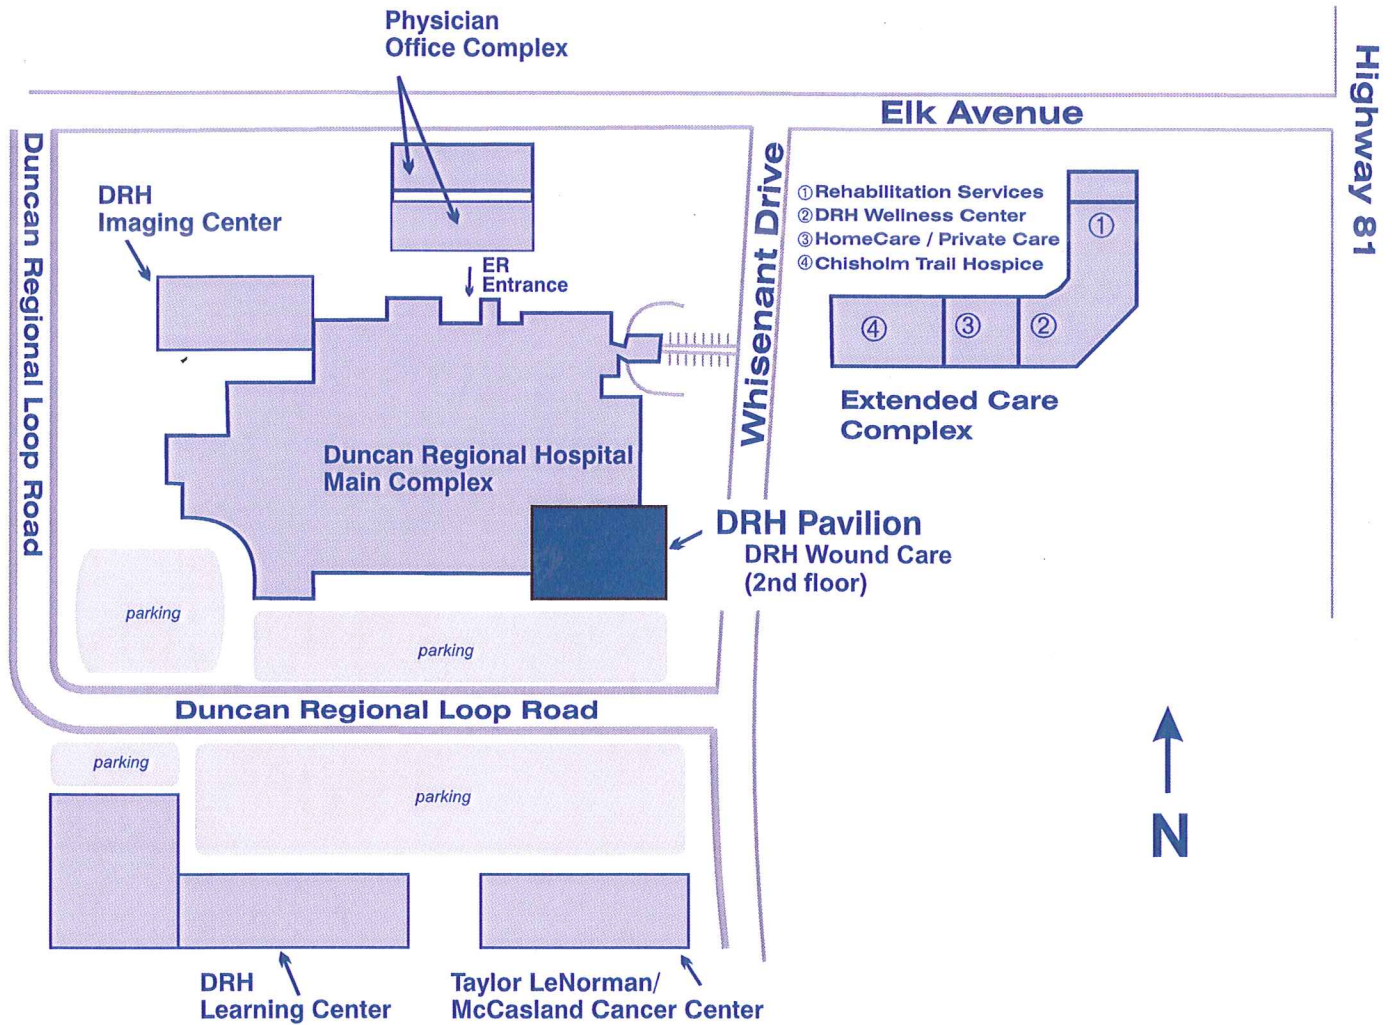 Physician
Office Complex
Elk Avenue
Highway 81
Duncan Regional Loop Road
DRH
Imaging Center
Whisenant Drive
①Rehabilitation Services
②DRH Wellness Center
③HomeCare / Private Care
④Chisholm Trail Hospice
①
ER
Entrance
④
③
②
Extended Care
Complex
Duncan Regional Hospital
Main Complex
DRH Pavilion
DRH Wound Care
(2nd floor)
parking
parking
Duncan Regional Loop Road
parking
parking
N
DRH
Learning Center
Taylor LeNorman/
McCasland Cancer Center